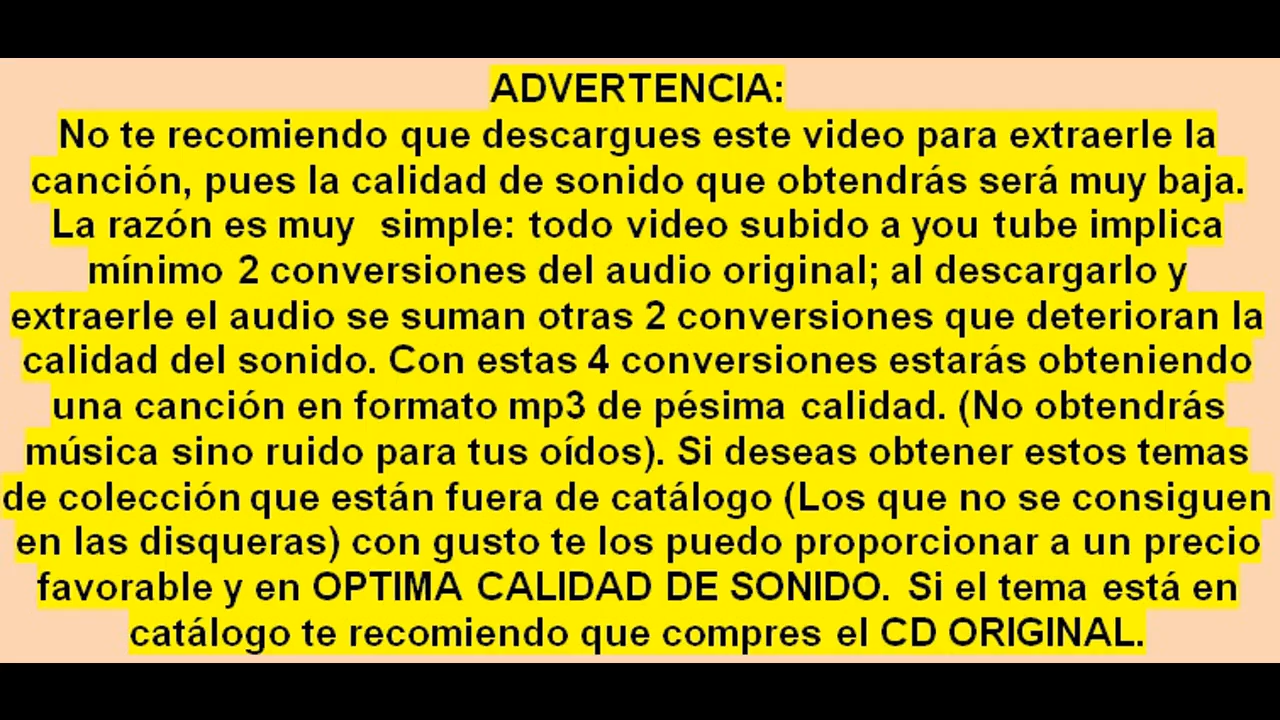 ADVERTENCIA:
No te recomiendo que descargues este video para extraerle la
canción, pues la calidad de sonido que obtendrás será muy baja.
La razón es muy  simple: todo video subido a you tube implica
mínimo 2 conversiones del audio original; al descargarlo y
extraerle el audio se suman otras 2 conversiones que deterioran la
calidad del sonido. Con estas 4 conversiones estarás obteniendo
una canción en formato mp3 de pésima calidad. (No obtendrás
música sino ruido para tus oídos). Si deseas obtener estos temas
de colección que están fuera de catálogo (Los que no se consiguen
en las disqueras) con gusto te los puedo proporcionar a un precio
favorable y en OPTIMA CALIDAD DE SONIDO.  Si el tema está en
catálogo te recomiendo que compres el CD ORIGINAL.